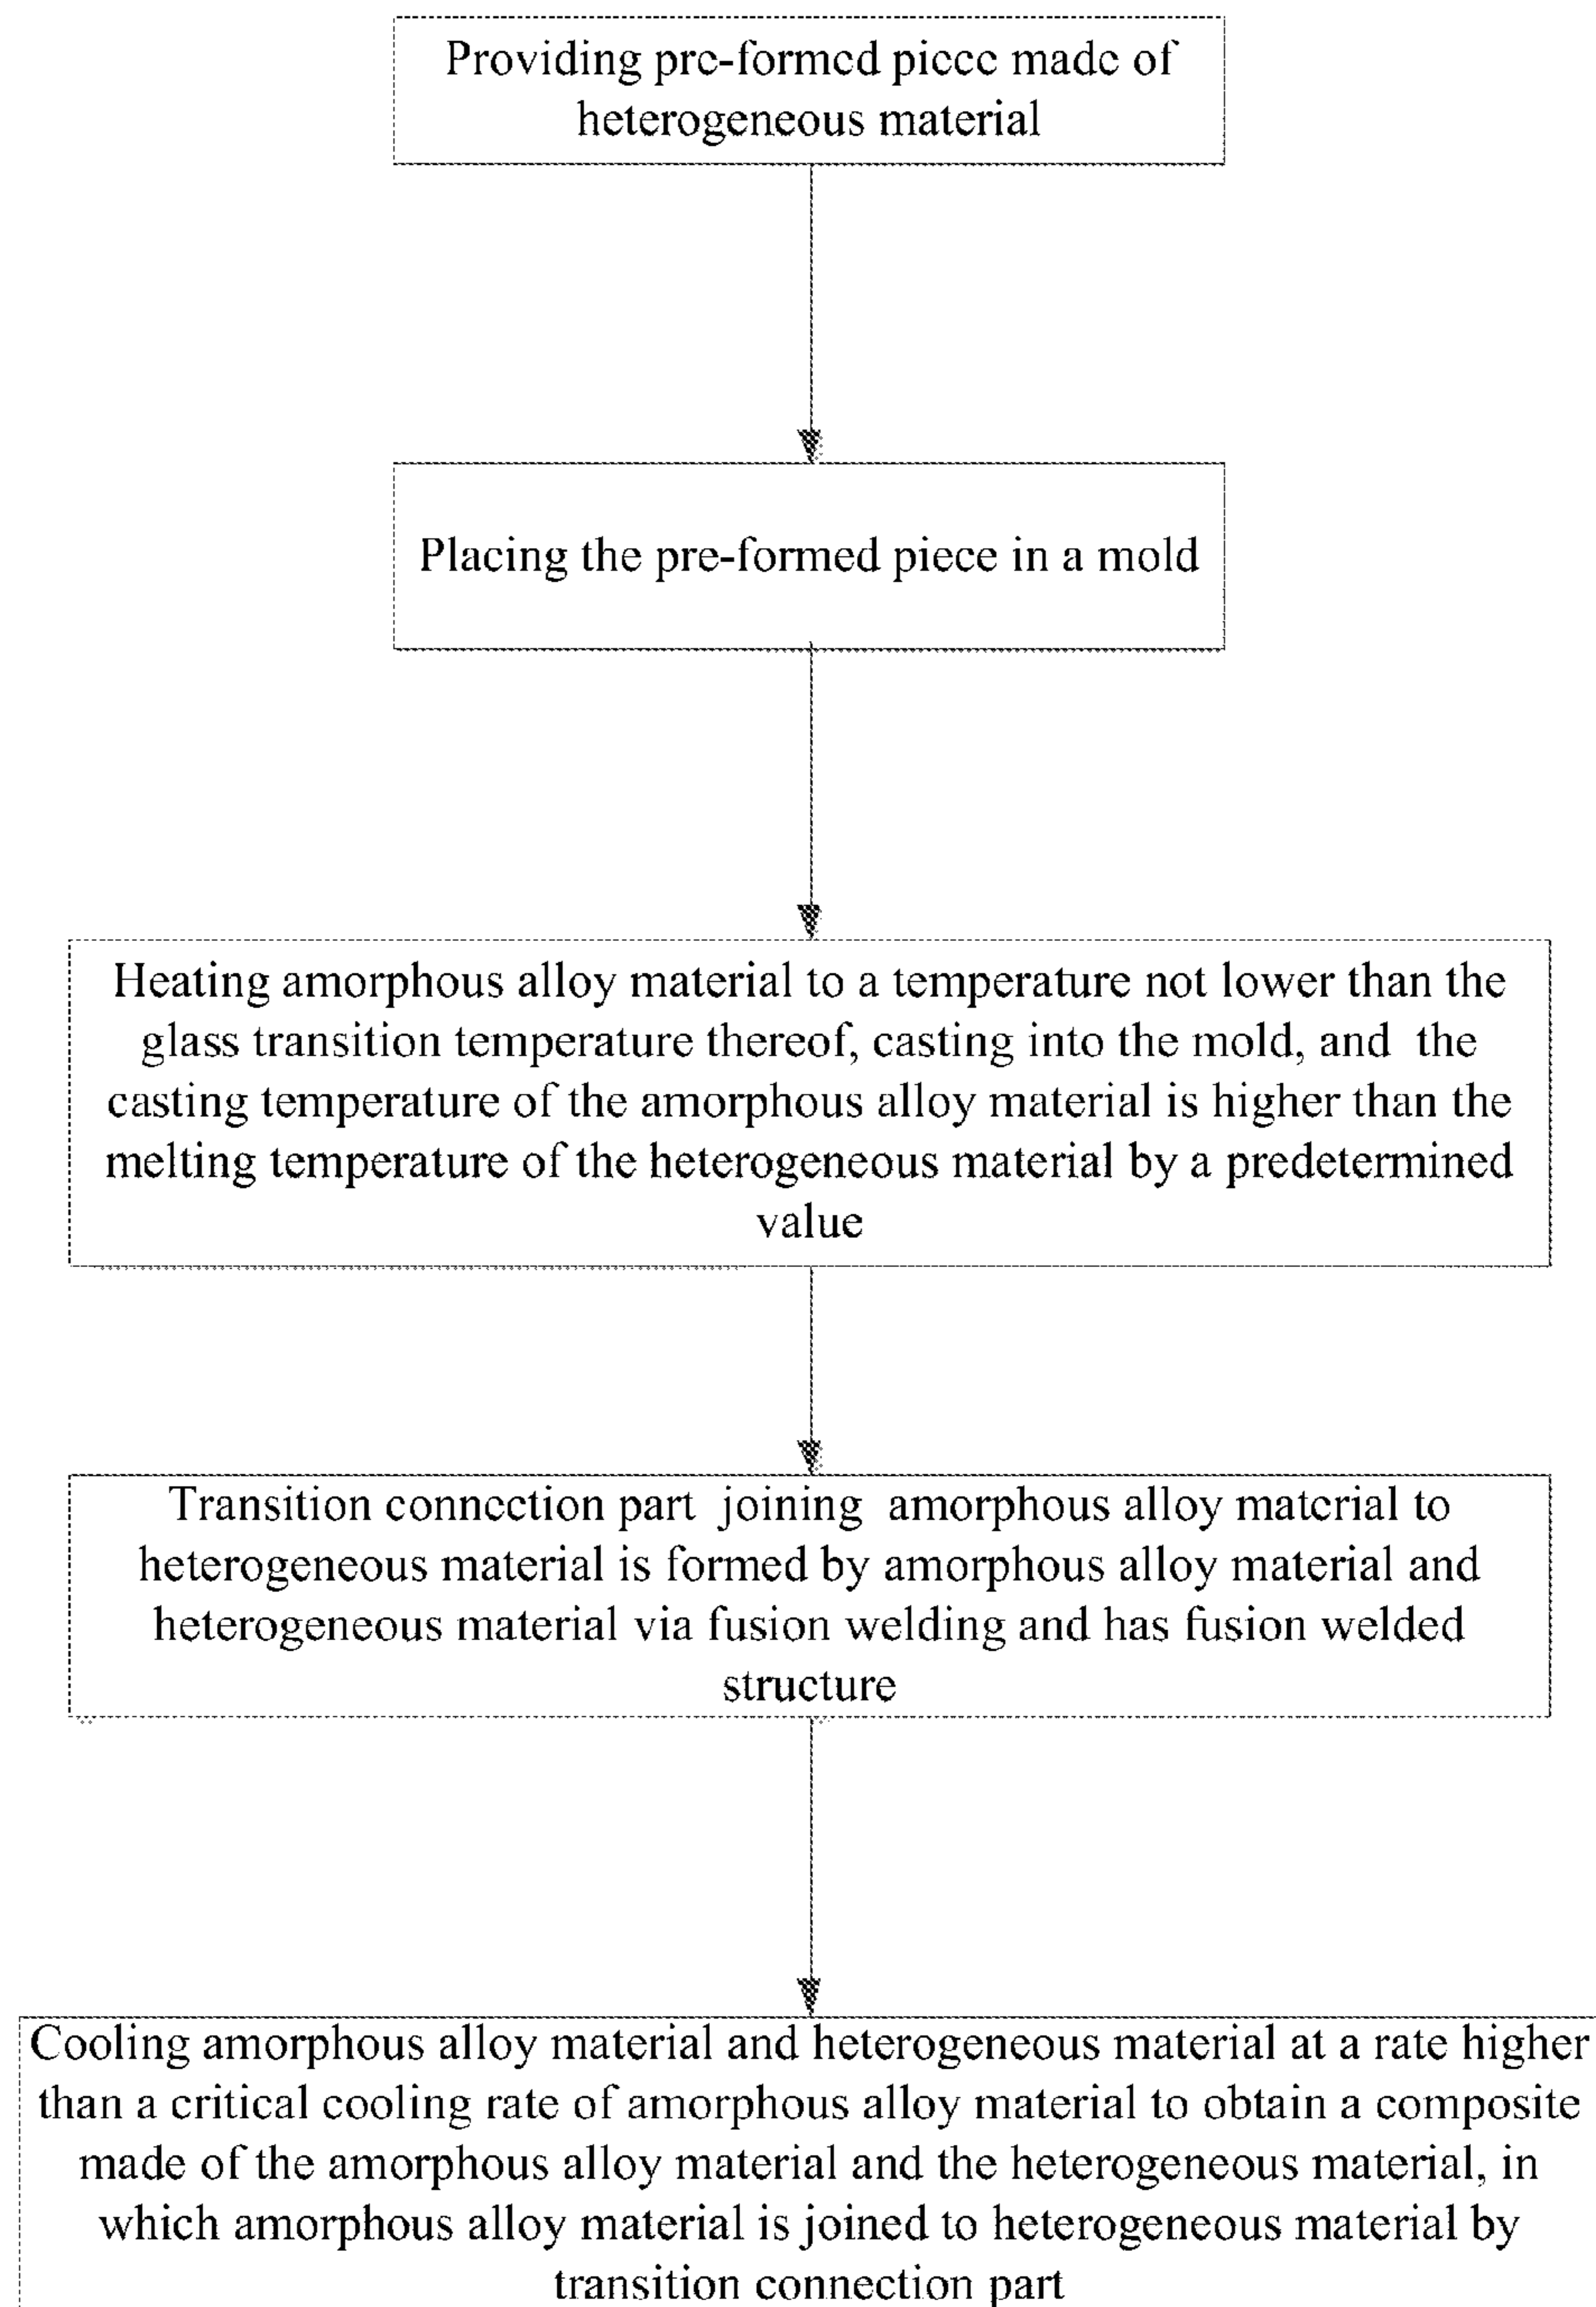 Providing pre-formed piece made of
heterogeneous material
Placing the pre-formed piece in a mold
Heating amorphous alloy material to a temperature not lower than the
glass transition temperature thereof, casting into the mold, and the
casting temperature of the amorphous alloy material is higher than the
melting temperature of the heterogeneous material by a predetermined
value
Transition connection part joining amorphous alloy material to
heterogeneous material is formed by amorphous alloy material and
heterogeneous material via fusion welding and has fusion welded
structure
Cooling amorphous alloy material and heterogeneous material at a rate higher
than a critical cooling rate of amorphous alloy material to obtain a composite
made of the amorphous alloy material and the heterogeneous material, in
which amorphous alloy material is joined to heterogeneous material by
transition connection part